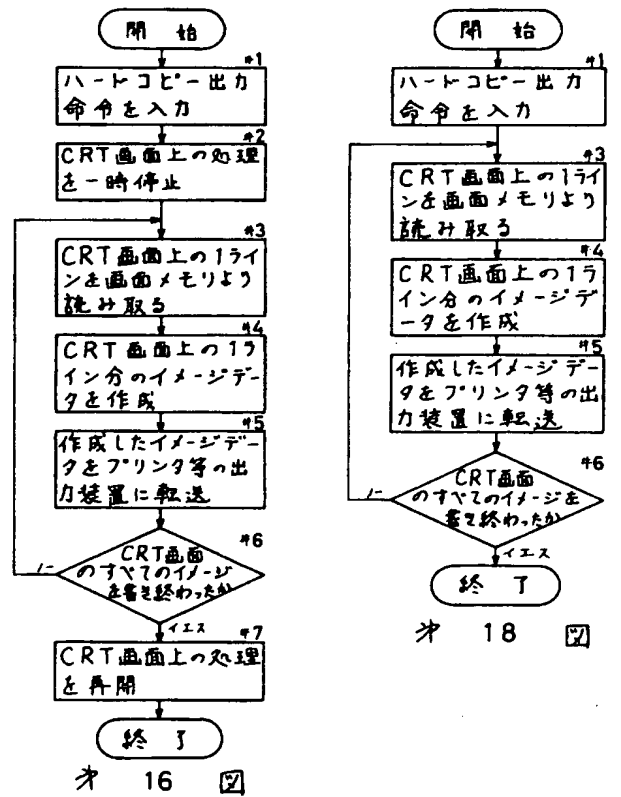 開始
#1
ハードコピー出力
命令を入力
#2
CRT画面上の処理
を一時停止
#3
CRT画面上の1ライ
ンを画面メモリより
読み取る
#4
CRT画面上の1ラ
イン分のイメージデー
タを作成
#5
作成したイメージデー
タをプリンタ等の出
力装置に転送
#6
CRT画面
のすべてのイメージ
を書き終わったか
イエス
#7
CRT画面上の処理
を再開
終了
第16図
開始
#1
ハードコピー出力
命令を入力
#3
CRT画面上の1ライ
ンを画面メモリより
読み取る
#4
CRT画面上の1ラ
イン分のイメージデ
ータを作成
#5
作成したイメージデー
タをプリンタ等の出
力装置に転送
#6
CRT画面
のすべてのイメージを
書き終わったか
イエス
終了
第18図